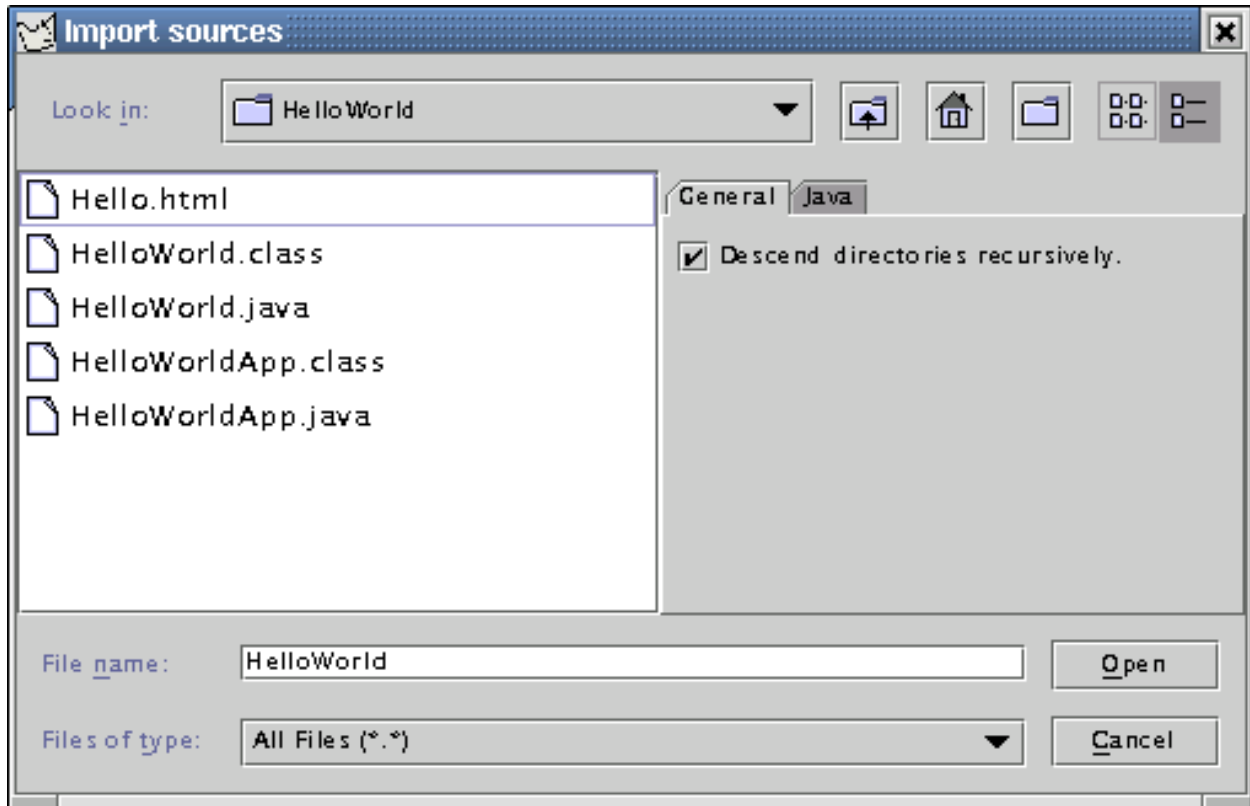 Import sources
Look in:
HelloWorld
Hello.html
HelloWorld.class
HelloWorld.java
HelloWorldApp.class
HelloWorldApp.java
General
Java
Descend directories recursively.
File name:
HelloWorld
Open
Files of type:
All Files (*.*)
Cancel